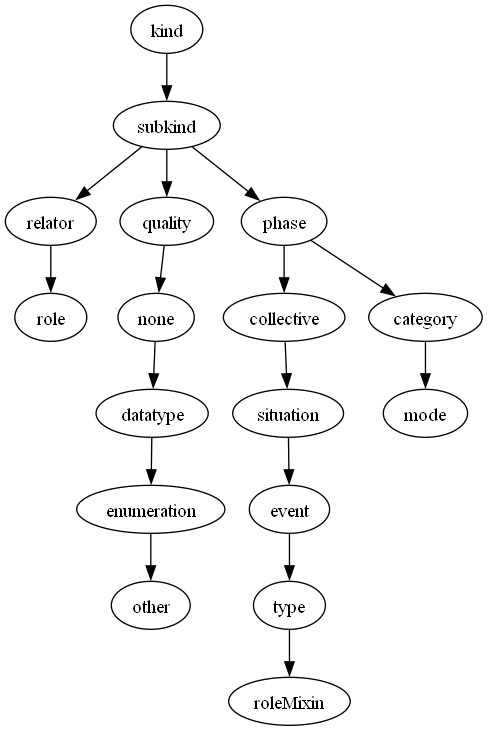 kind
subkind
relator
quality
phase
role
none
collective
category
datatype
situation
mode
enumeration
event
other
type
roleMixin